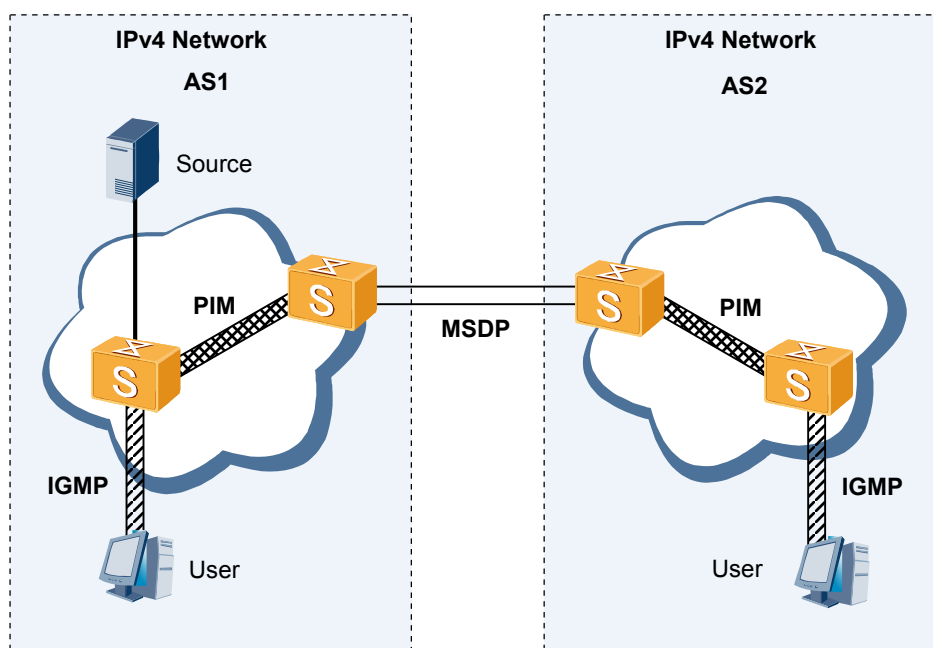 IPv4 Network
AS1
Source
PIM
S
S
IGMP
User
MSDP
IPv4 Network
AS2
S
PIM
S
IGMP
User